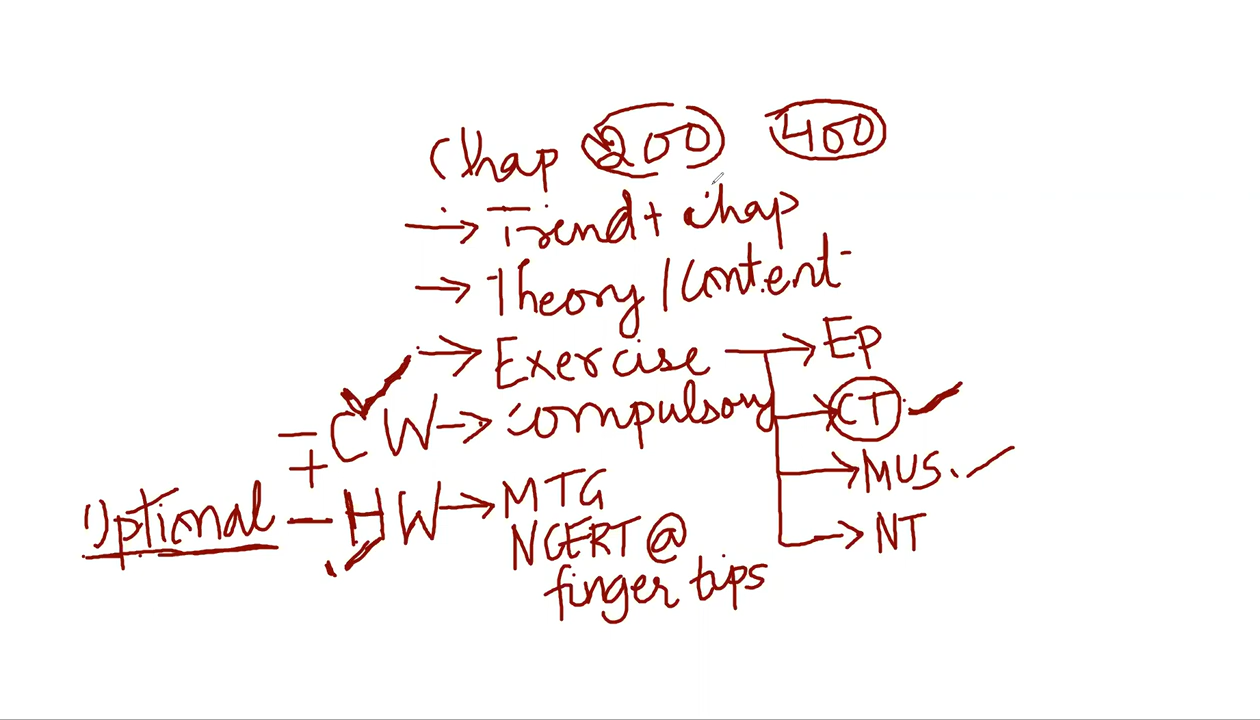 Chap 200 400
→ Trend + chap
→ Theory / Content
→ Exercise → Ep
CW → compulsory → CT ✓
→ MUS. ✓
Optional - HW → MTG
NCERT @ → NT
finger tips